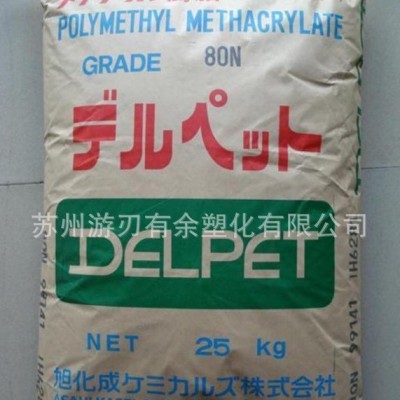 POLYMETHYL METHACRYLATE
GRADE 80N
デルペット
苏州游刃有余塑化有限公司
DELPET
NET 25 kg
旭化成ケミカルズ株式会社